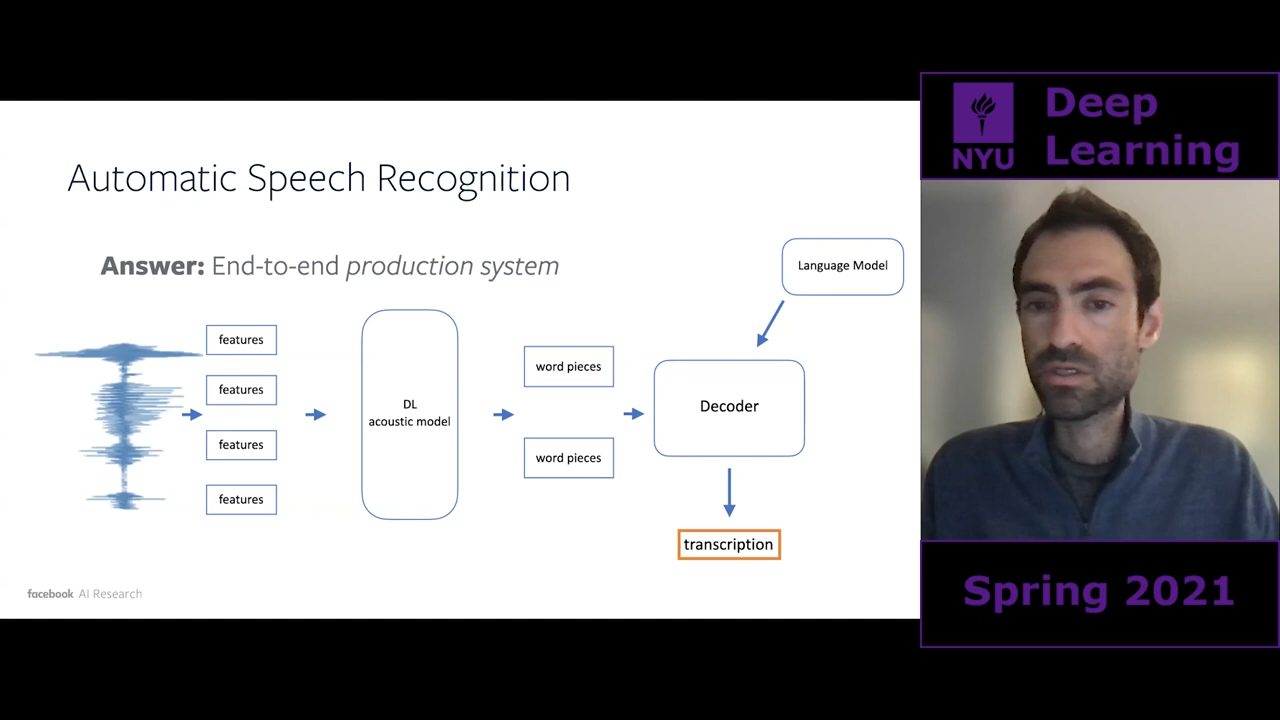 Automatic Speech Recognition
Answer: End-to-end production system
Language Model
features
features
features
features
DL
acoustic model
word pieces
word pieces
Decoder
transcription
facebook AI Research
NYU
Deep
Learning
Spring 2021